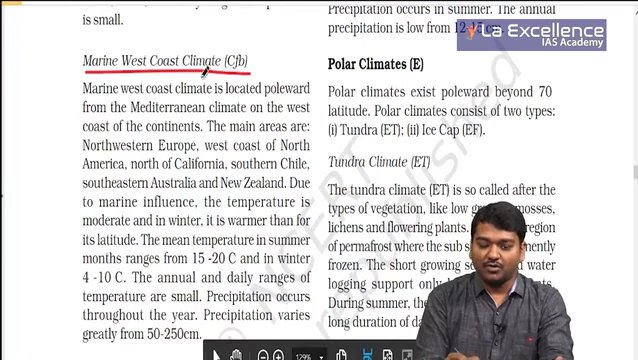 is small.
Marine West Coast Climate (Cfb)
Marine west coast climate is located poleward
from the Mediterranean climate on the west
coast of the continents. The main areas are:
Northwestern Europe, west coast of North
America, north of California, southern Chile,
southeastern Australia and New Zealand. Due
to marine influence, the temperature is
moderate and in winter, it is warmer than for
its latitude. The mean temperature in summer
months ranges from 15 -20 C and in winter
4 -10 C. The annual and daily ranges of
temperature are small. Precipitation occurs
throughout the year. Precipitation varies
greatly from 50-250cm.
Precipitation occurs in summer. The annual
precipitation is low from 12-15 cm.
La Excellence
IAS Academy
Polar Climates (E)
Polar climates exist poleward beyond 70
latitude. Polar climates consist of two types:
(i) Tundra (ET); (ii) Ice Cap (EF).
Tundra Climate (ET)
The tundra climate (ET) is so called after the
types of vegetation, like low mosses,
lichens and flowering plants. region
of permafrost where the sub
frozen. The short growing water
logging support only
During summer, the
long duration of
© NCERT
republished
129%